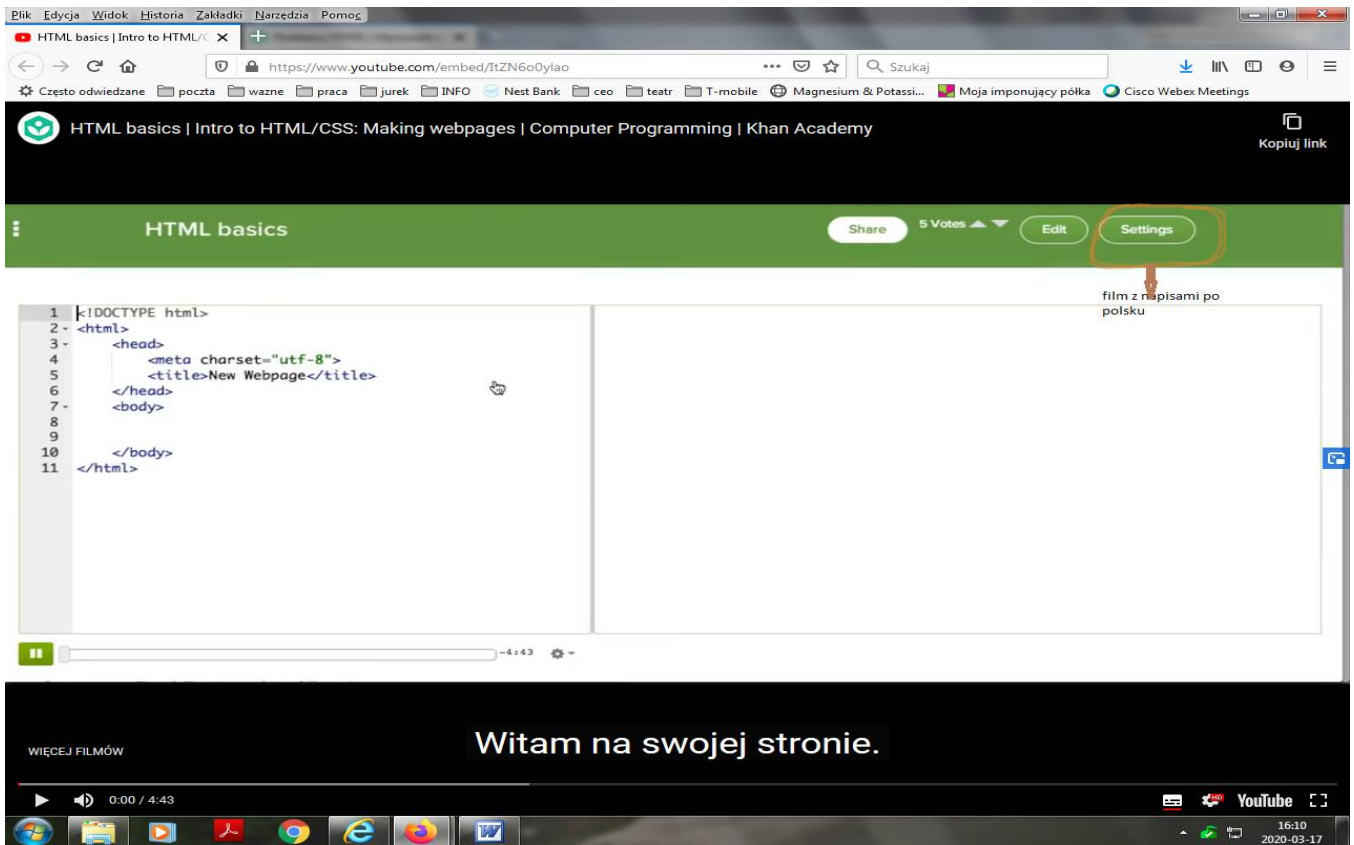 Plik Edycja Widok Historia Zakładki Narzędzia Pomoc
HTML basics | Intro to HTML/C
https://www.youtube.com/embed/ItZN6o0ylao
Szukaj
Często odwiedzane poczta wazne praca jurek INFO Nest Bank ceo teatr T-mobile Magnesium & Potassi... Moja imponujący półka Cisco Webex Meetings
HTML basics | Intro to HTML/CSS: Making webpages | Computer Programming | Khan Academy
Kopiuj link
HTML basics
Share 5 Votes Edit Settings
film z napisami po
polsku
1 <!DOCTYPE html>
2 - <html>
3 - <head>
4 <meta charset="utf-8">
5 <title>New Webpage</title>
6 </head>
7 - <body>
8
9
10 </body>
11 </html>
-4:43
Witam na swojej stronie.
WIĘCEJ FILMÓW
0:00 / 4:43
HD YouTube
16:10
2020-03-17